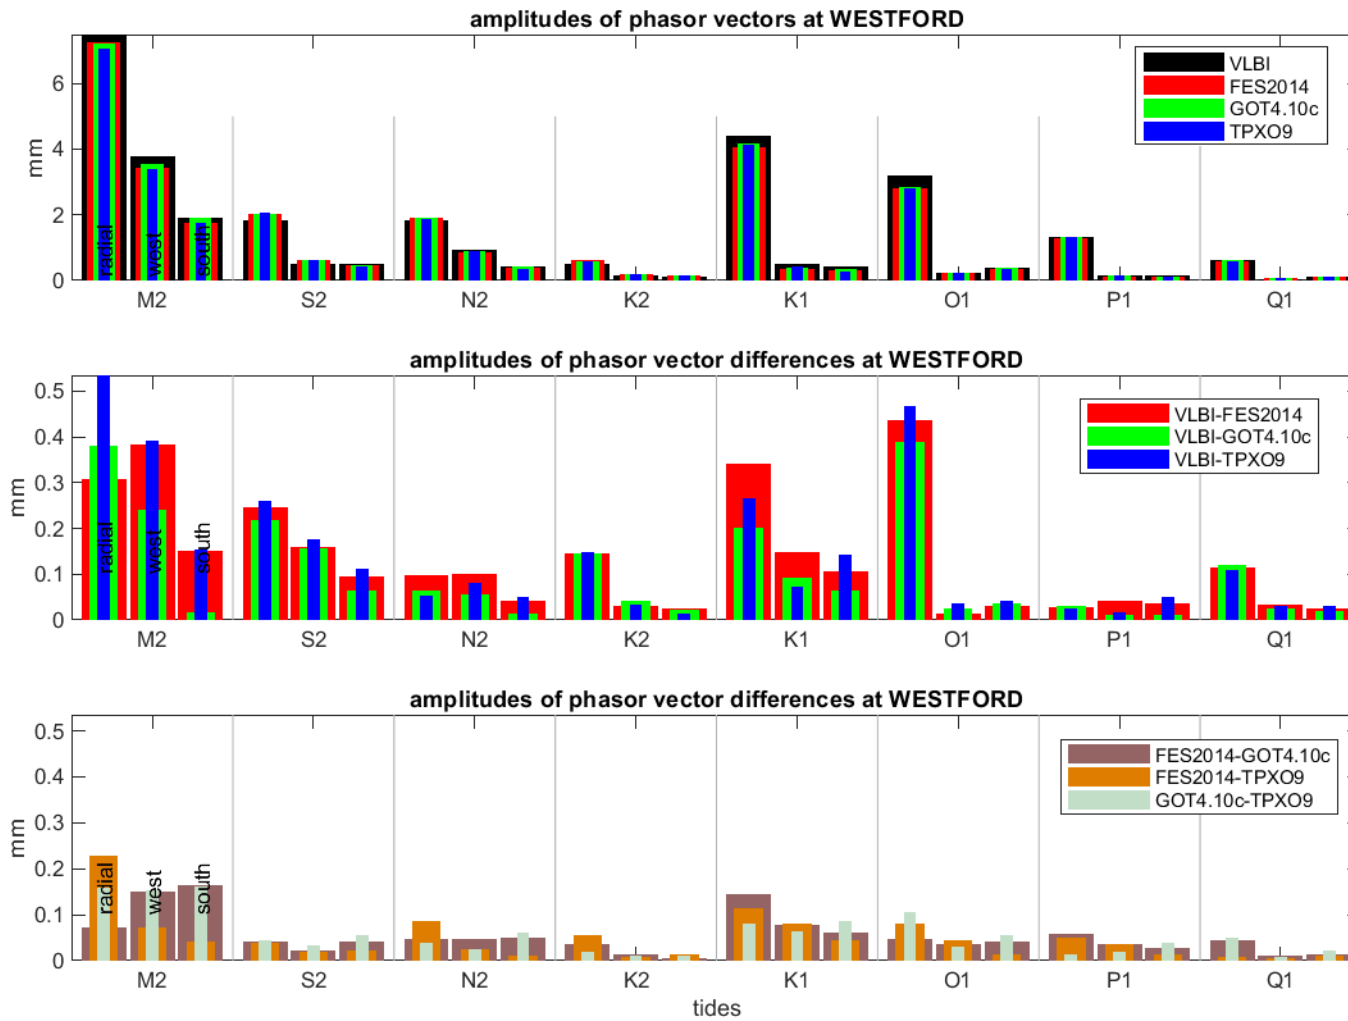 amplitudes of phasor vectors at WESTFORD
VLBI
FES2014
GOT4.10c
TPXO9
6
4
2
0
mm
radial
west
south
M2
S2
N2
K2
K1
O1
P1
Q1
amplitudes of phasor vector differences at WESTFORD
VLBI-FES2014
VLBI-GOT4.10c
VLBI-TPXO9
0.5
0.4
0.3
0.2
0.1
0
mm
radial
west
south
M2
S2
N2
K2
K1
O1
P1
Q1
amplitudes of phasor vector differences at WESTFORD
FES2014-GOT4.10c
FES2014-TPXO9
GOT4.10c-TPXO9
0.5
0.4
0.3
0.2
0.1
0
mm
radial
west
south
M2
S2
N2
K2
K1
O1
P1
Q1
tides